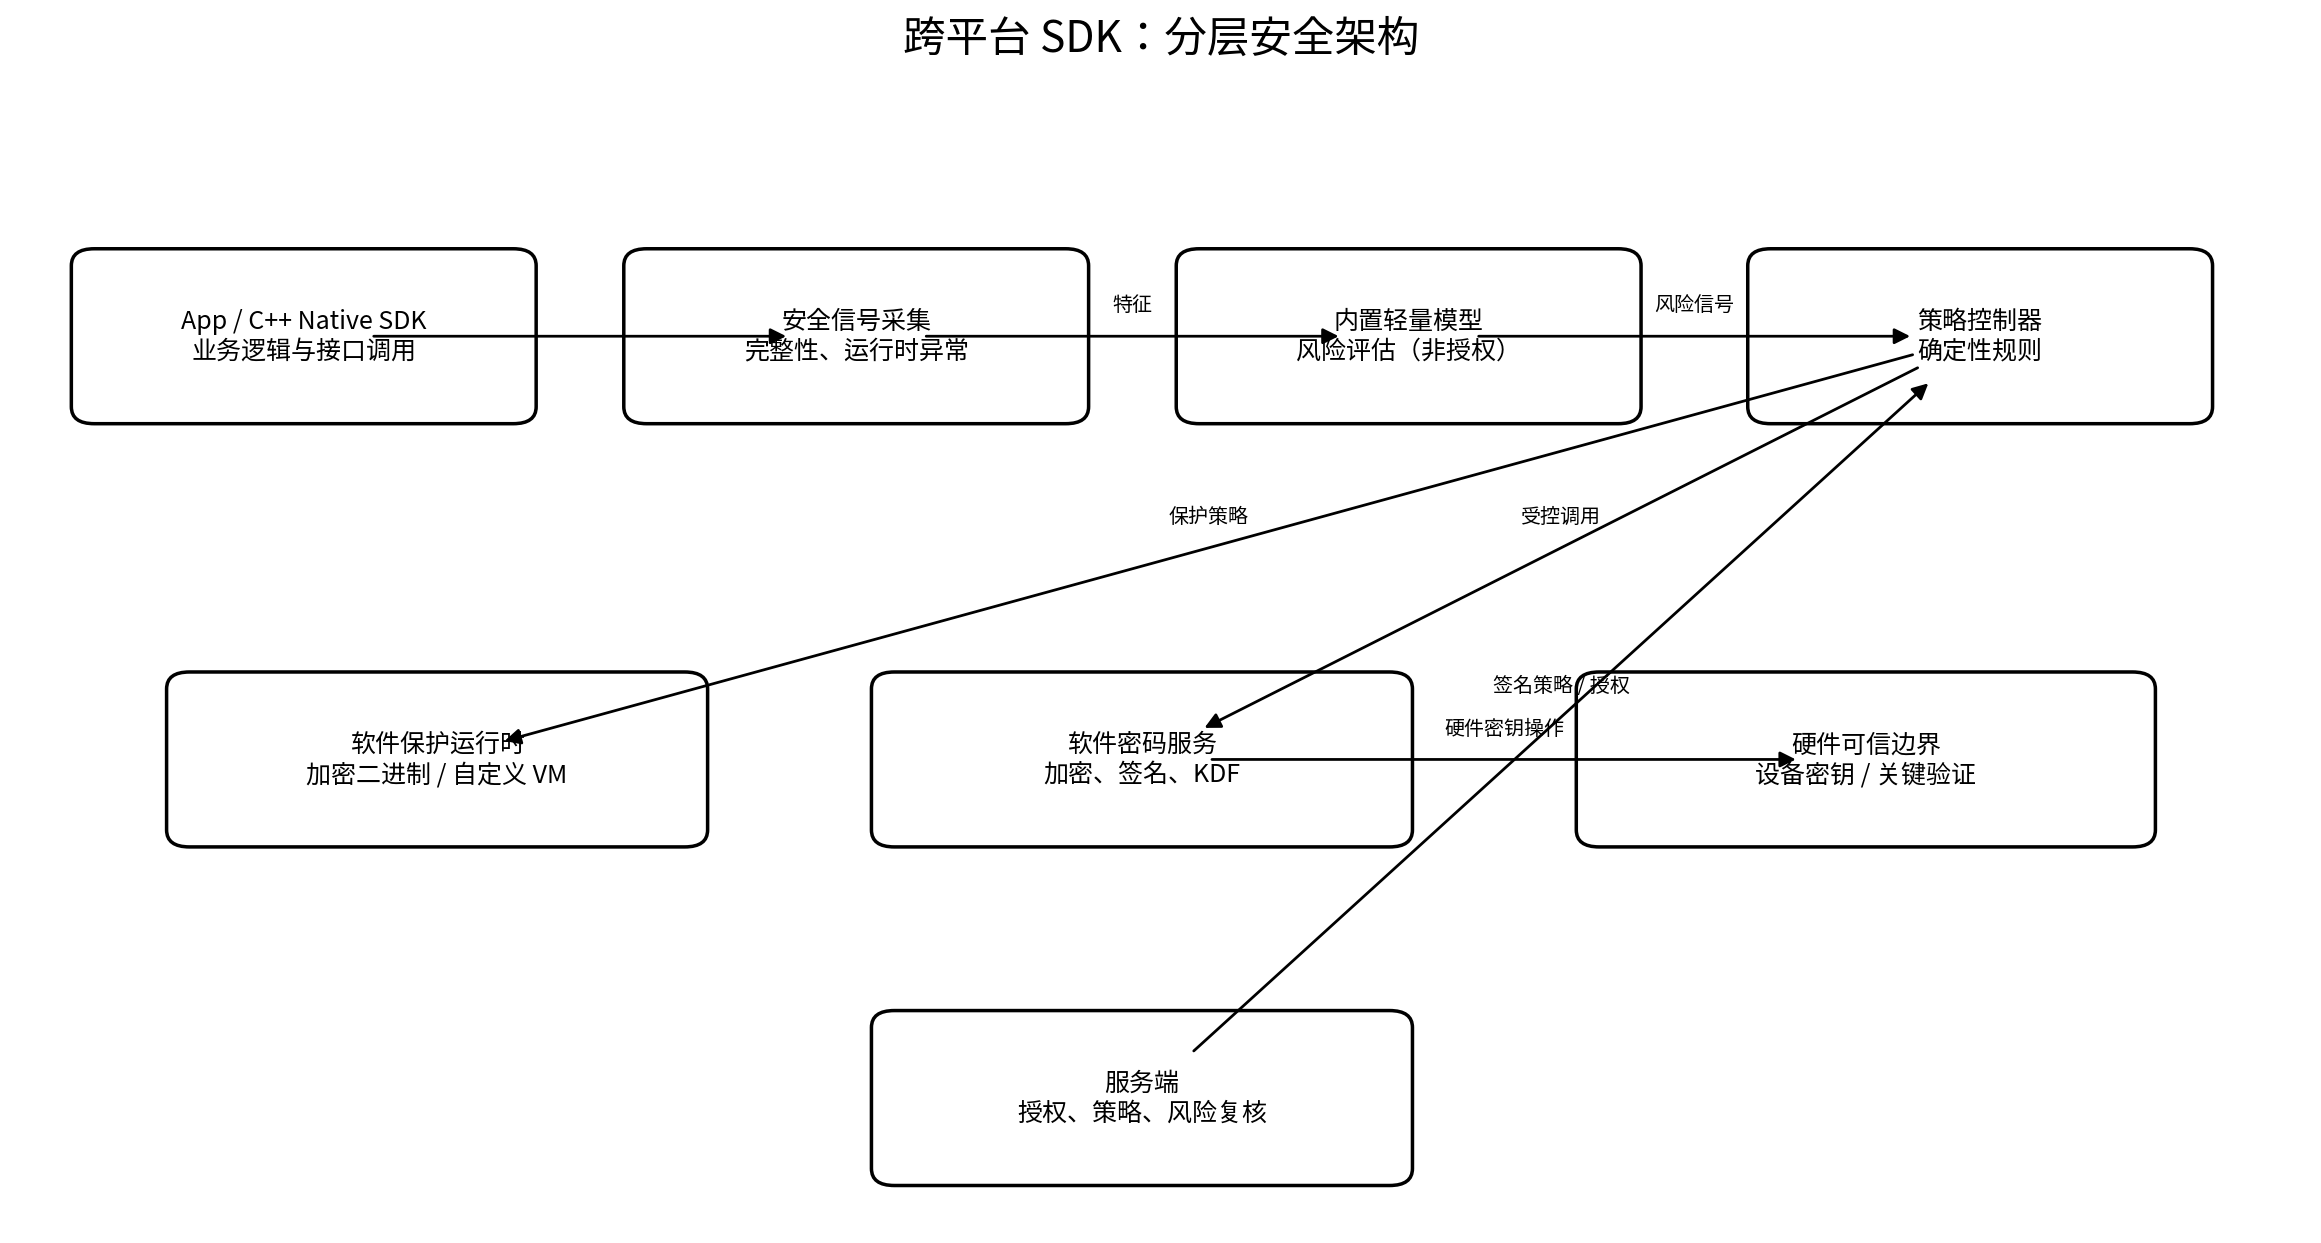 跨平台 SDK：分层安全架构
App / C++ Native SDK
业务逻辑与接口调用
安全信号采集
完整性、运行时异常
特征
内置轻量模型
风险评估（非授权）
风险信号
策略控制器
确定性规则
保护策略
受控调用
签名策略 / 授权
硬件密钥操作
软件保护运行时
加密二进制 / 自定义 VM
软件密码服务
加密、签名、KDF
硬件可信边界
设备密钥 / 关键验证
服务端
授权、策略、风险复核